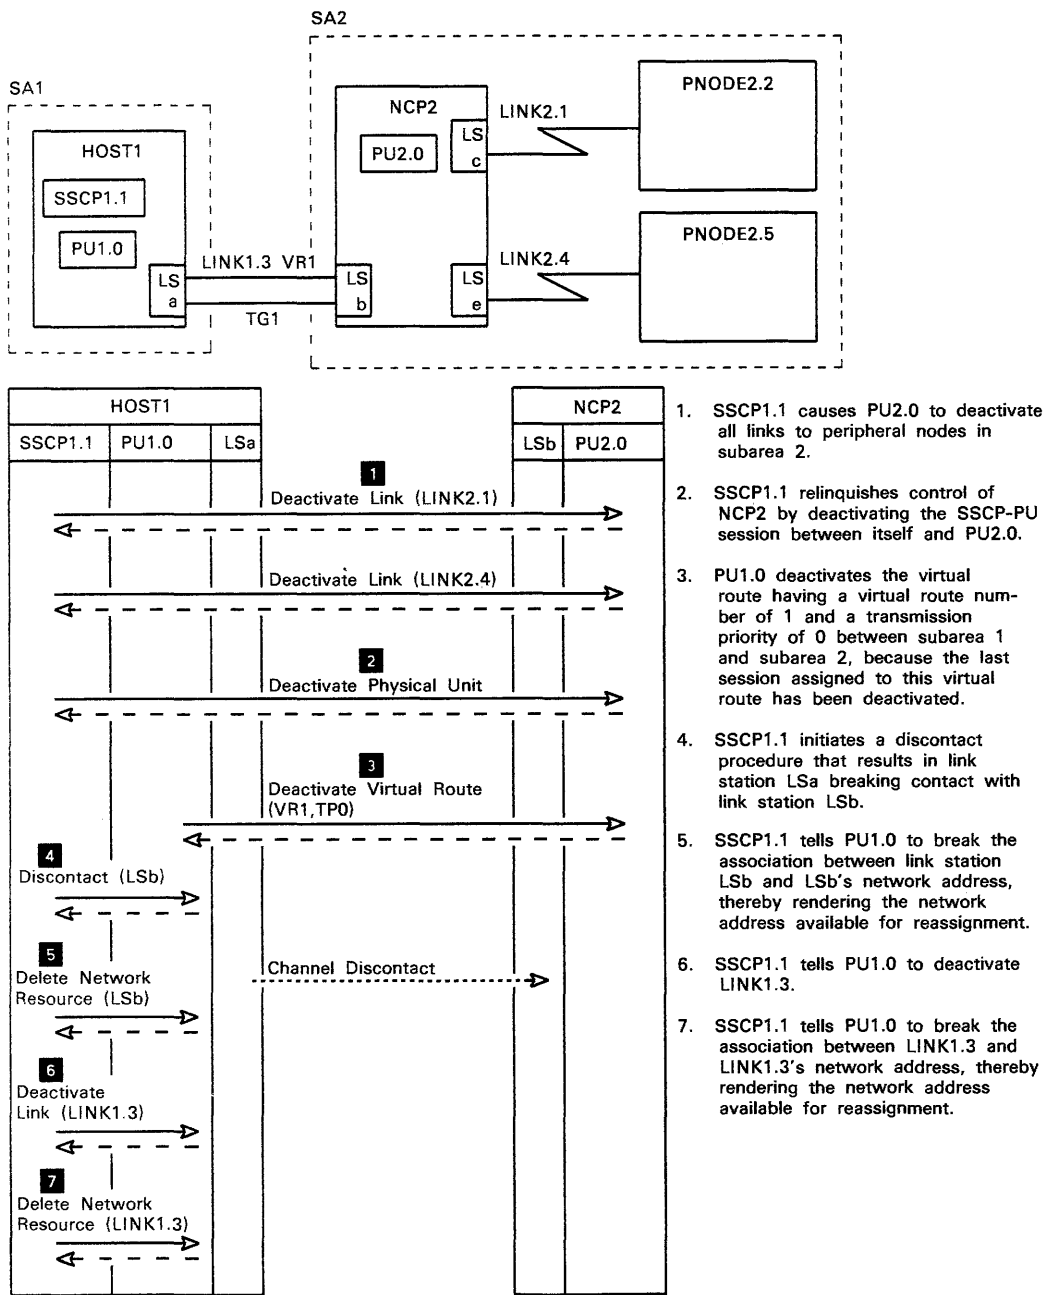 SA2
SA1
HOST1
SSCP1.1
PU1.0
LS
a
LINK1.3 VR1
TG1
NCP2
PU2.0
LS
c
LS
b
LS
e
LINK2.1
LINK2.4
PNODE2.2
PNODE2.5
HOST1
SSCP1.1 PU1.0 LSa
NCP2
LSb PU2.0
1
Deactivate Link (LINK2.1)
Deactivate Link (LINK2.4)
2
Deactivate Physical Unit
3
Deactivate Virtual Route
(VR1,TP0)
4
Discontact (LSb)
5
Delete Network
Resource (LSb)
Channel Discontact
6
Deactivate
Link (LINK1.3)
7
Delete Network
Resource (LINK1.3)
1. SSCP1.1 causes PU2.0 to deactivate
all links to peripheral nodes in
subarea 2.
2. SSCP1.1 relinquishes control of
NCP2 by deactivating the SSCP-PU
session between itself and PU2.0.
3. PU1.0 deactivates the virtual
route having a virtual route num-
ber of 1 and a transmission
priority of 0 between subarea 1
and subarea 2, because the last
session assigned to this virtual
route has been deactivated.
4. SSCP1.1 initiates a discontact
procedure that results in link
station LSa breaking contact with
link station LSb.
5. SSCP1.1 tells PU1.0 to break the
association between link station
LSb and LSb's network address,
thereby rendering the network
address available for reassignment.
6. SSCP1.1 tells PU1.0 to deactivate
LINK1.3.
7. SSCP1.1 tells PU1.0 to break the
association between LINK1.3 and
LINK1.3's network address, thereby
rendering the network address
available for reassignment.